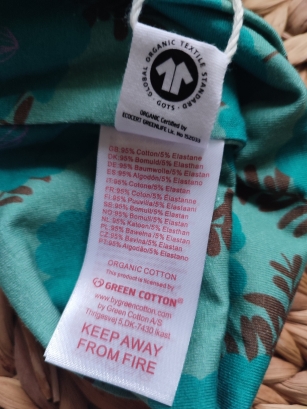 GLOBAL ORGANIC TEXTILE STANDARD · GOTS
ORGANIC Certified by
ECOCERT GREENLIFE Lic. No 151933
GB: 95% Cotton/5% Elastane
DK: 95% Bomuld/5% Elasthan
DE: 95% Baumwolle/5% Elasthan
ES: 95% Algodón/5% Elastano
IT: 95% Cotone/5% Elastan
FR: 95% Coton/5% Elasthanne
FI: 95% Puuvilla/5% Elastaani
SE: 95% Bomull/5% Elastan
NO: 95% Bomull/5% Elastan
NL: 95% Katoen/5% Elasthan
PL: 95% Bawełna /5% Elastan
CZ: 95% Bavlna/5% Elastan
PT: 95% Algodão/5% Elastano
ORGANIC COTTON
This product is licensed by
GREEN COTTON®
www.bygreencotton.com
by Green Cotton A/S
5,DK-7430 Ikast
KEEP AWAY
FROM FIRE